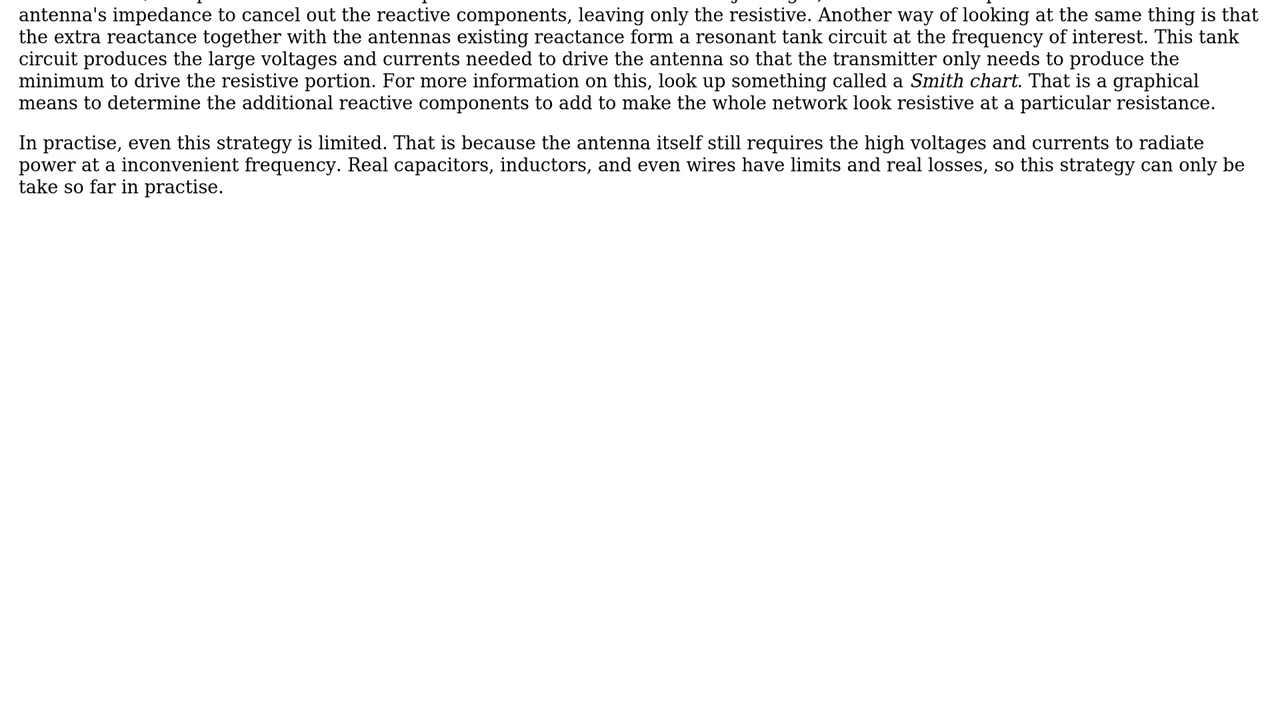 antenna's impedance to cancel out the reactive components, leaving only the resistive. Another way of looking at the same thing is that
the extra reactance together with the antennas existing reactance form a resonant tank circuit at the frequency of interest. This tank
circuit produces the large voltages and currents needed to drive the antenna so that the transmitter only needs to produce the
minimum to drive the resistive portion. For more information on this, look up something called a Smith chart. That is a graphical
means to determine the additional reactive components to add to make the whole network look resistive at a particular resistance.
In practise, even this strategy is limited. That is because the antenna itself still requires the high voltages and currents to radiate
power at a inconvenient frequency. Real capacitors, inductors, and even wires have limits and real losses, so this strategy can only be
take so far in practise.